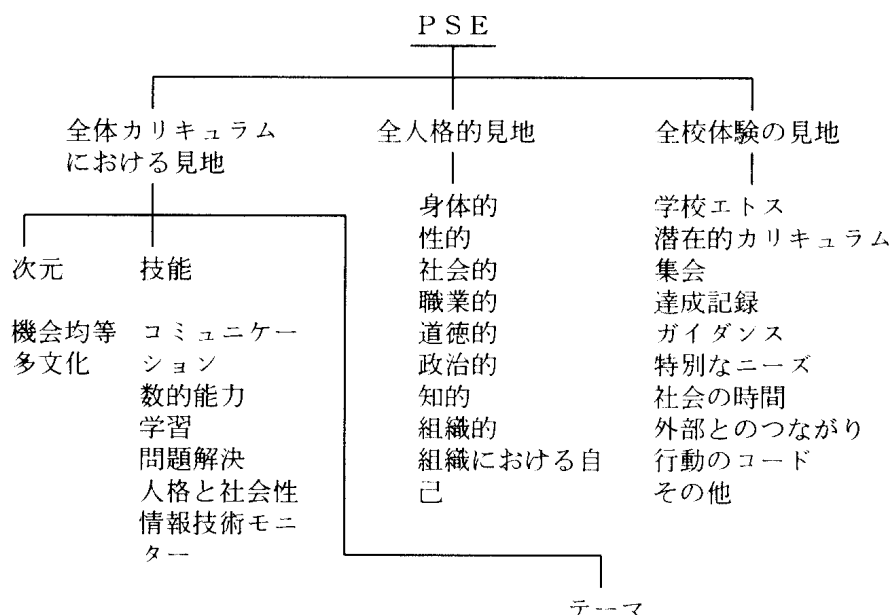 PSE
全体カリキュラム
における見地
次元
機会均等
多文化
技能
コミュニケー
ション
数的能力
学習
問題解決
人格と社会性
情報技術モニ
ター
テーマ
全人格的見地
身体的
性的
社会的
職業的
道徳的
政治的
知的
組織的
組織における自
己
全校体験の見地
学校エトス
潜在的カリキュラム
集会
達成記録
ガイダンス
特別なニーズ
社会の時間
外部とのつながり
行動のコード
その他